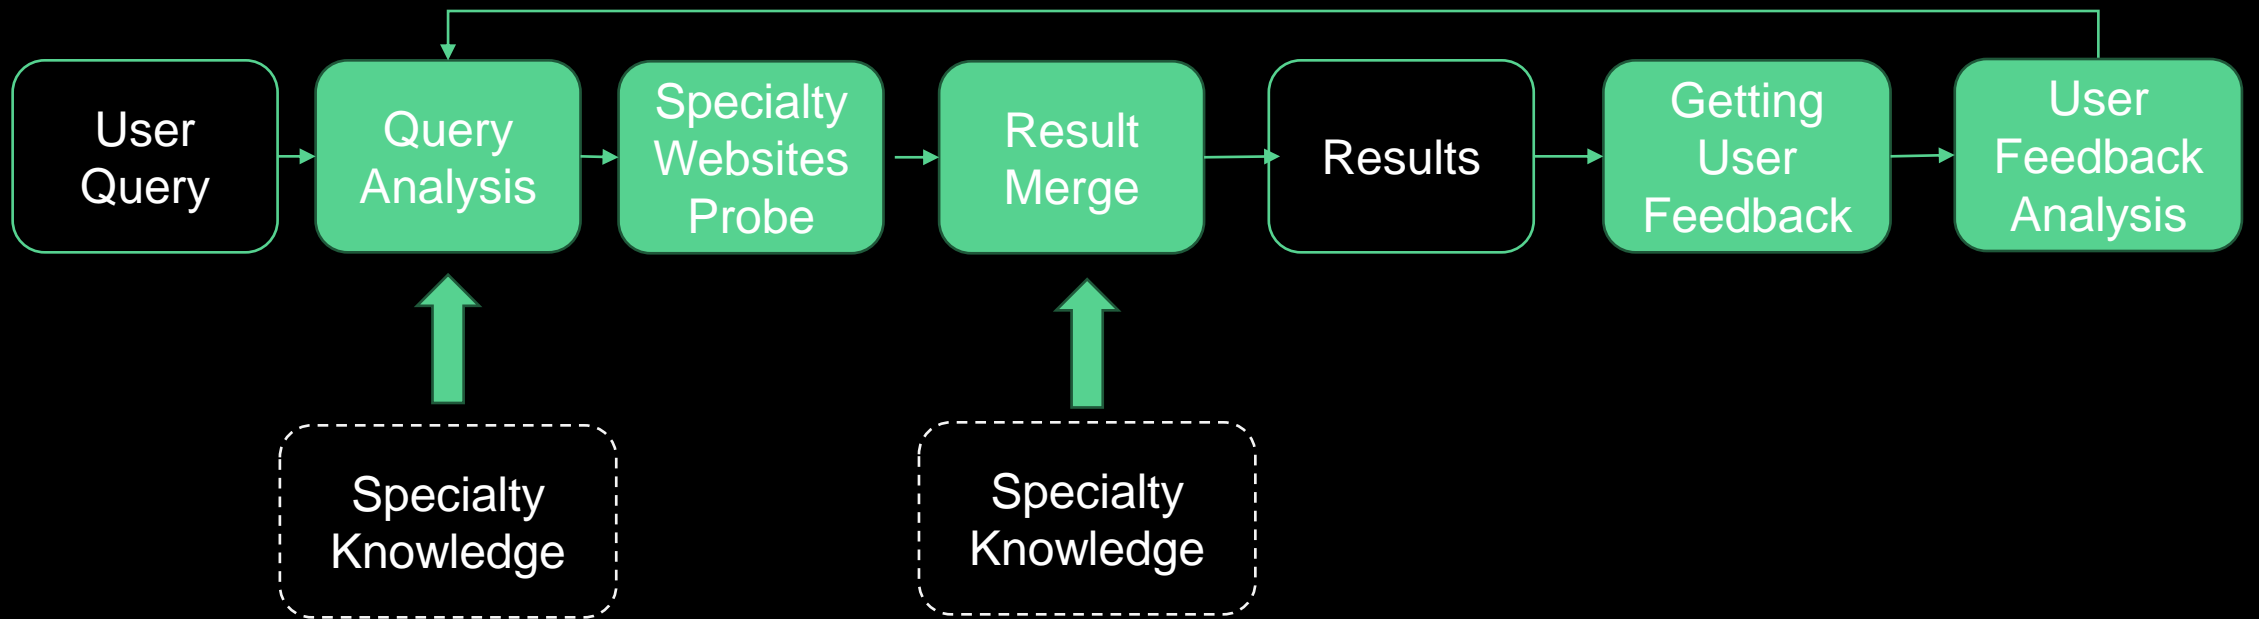 User
Query
Query
Analysis
Specialty
Websites
Probe
Result
Merge
Results
Getting
User
Feedback
User
Feedback
Analysis
Specialty
Knowledge
Specialty
Knowledge